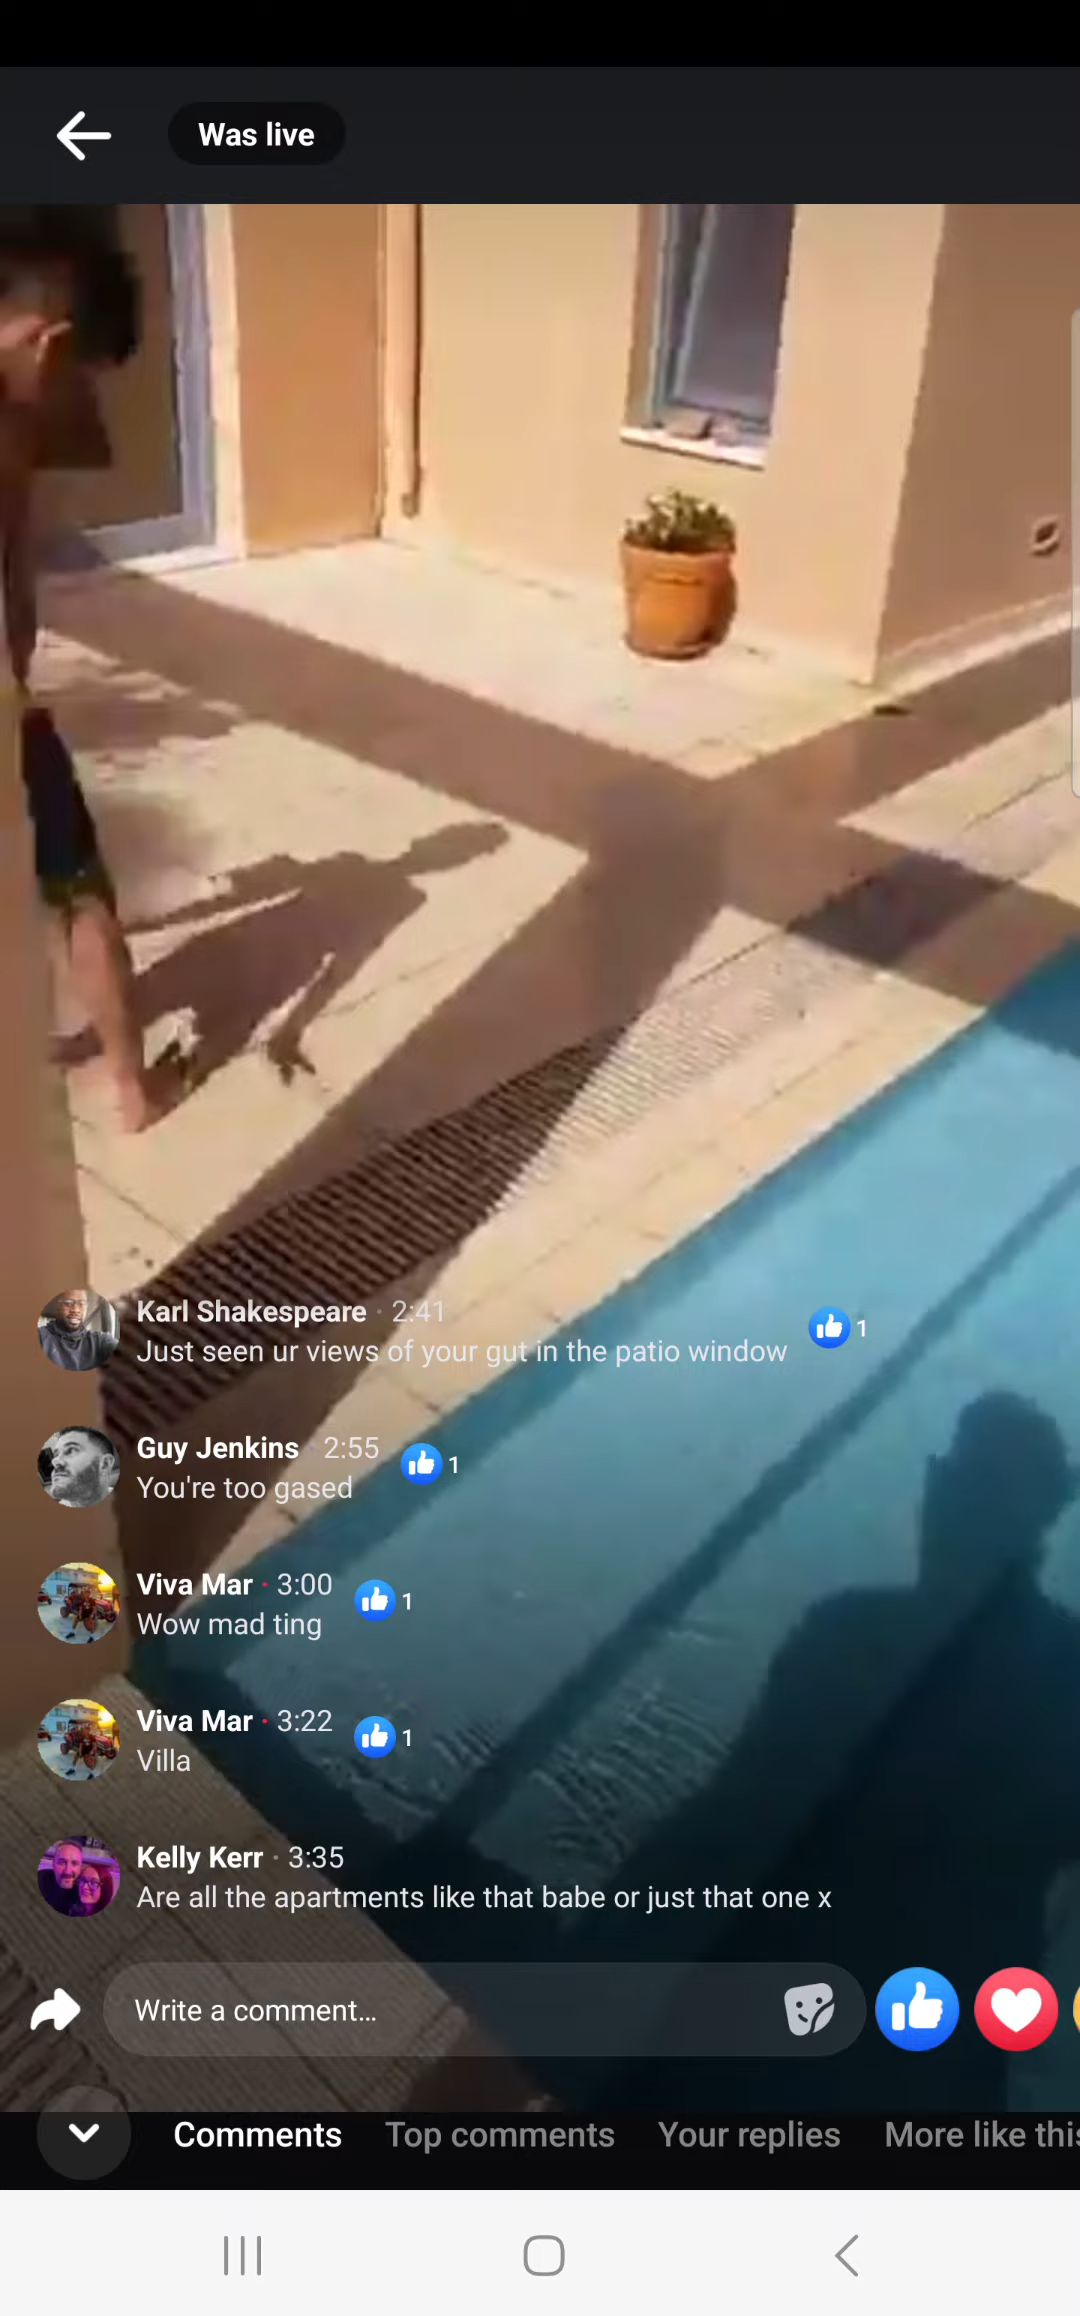 Was live
Karl Shakespeare · 2:41
Just seen ur views of your gut in the patio window
1
Guy Jenkins · 2:55
You're too gased
1
Viva Mar · 3:00
Wow mad ting
1
Viva Mar · 3:22
Villa
1
Kelly Kerr · 3:35
Are all the apartments like that babe or just that one x
Write a comment...
Comments Top comments Your replies More like this